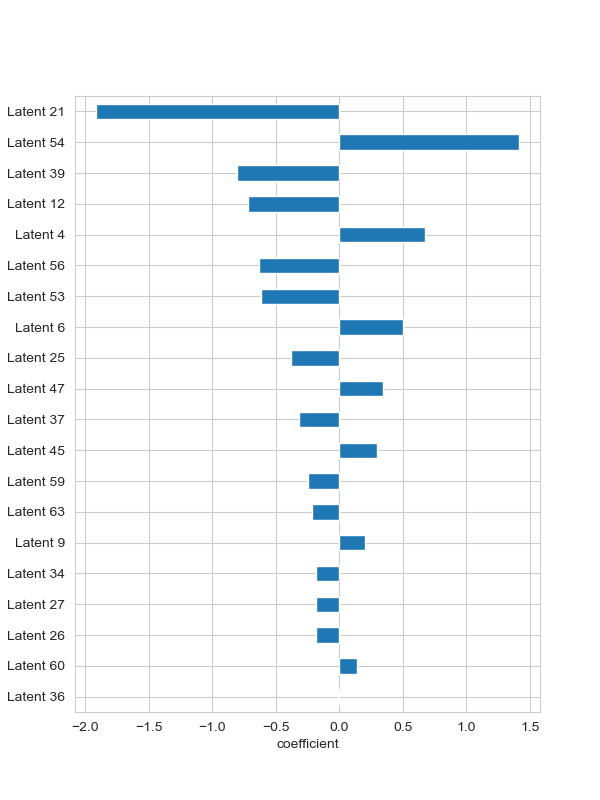 Latent 21
Latent 54
Latent 39
Latent 12
Latent 4
Latent 56
Latent 53
Latent 6
Latent 25
Latent 47
Latent 37
Latent 45
Latent 59
Latent 63
Latent 9
Latent 34
Latent 27
Latent 26
Latent 60
Latent 36
−2.0 −1.5 −1.0 −0.5 0.0 0.5 1.0 1.5
coefficient